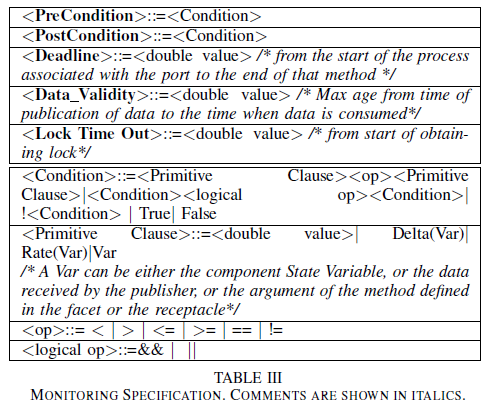 <PreCondition>::=<Condition>
<PostCondition>::=<Condition>
<Deadline>::=<double value> /* from the start of the process
associated with the port to the end of that method */
<Data_Validity>::=<double value> /* Max age from time of
publication of data to the time when data is consumed*/
<Lock Time Out>::=<double value> /* from start of obtain-
ing lock*/
<Condition>::=<Primitive Clause><op><Primitive
Clause>|<Condition><logical op><Condition>|
!<Condition> | True| False
<Primitive Clause>::=<double value>| Delta(Var)|
Rate(Var)|Var
/* A Var can be either the component State Variable, or the data
received by the publisher, or the argument of the method defined
in the facet or the receptacle*/
<op>::= < | > | <= | >= | == | !=
<logical op>::=&& | ||
TABLE III
MONITORING SPECIFICATION. COMMENTS ARE SHOWN IN ITALICS.